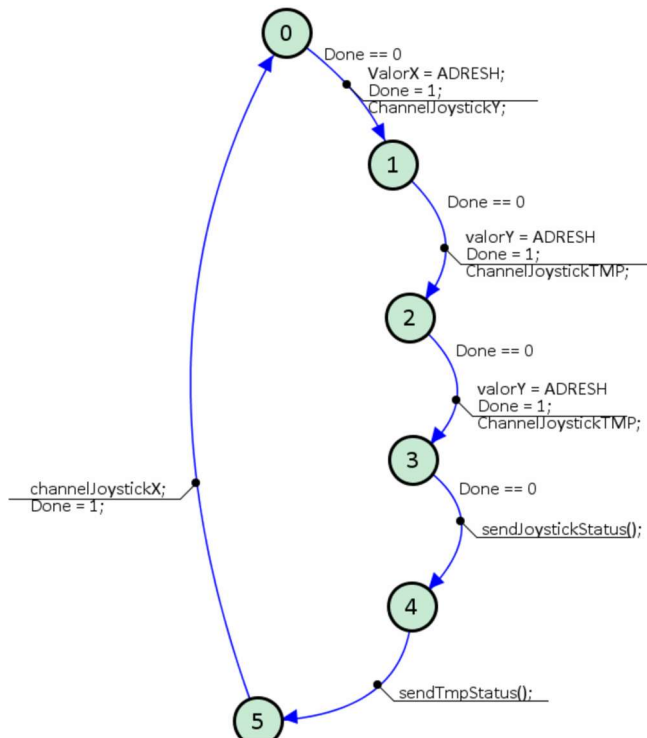 0
Done == 0
ValorX = ADRESH;
Done = 1;
ChannelJoystickY;
1
Done == 0
valorY = ADRESH
Done = 1;
ChannelJoystickTMP;
2
Done == 0
valorY = ADRESH
Done = 1;
ChannelJoystickTMP;
3
Done == 0
channelJoystickX;
Done = 1;
sendJoystickStatus();
4
sendTmpStatus();
5